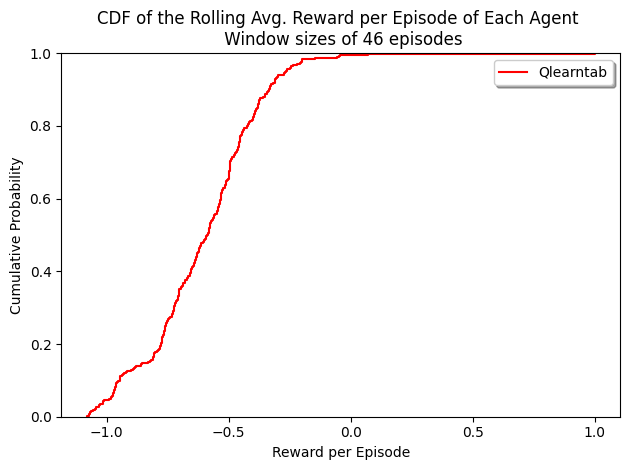 CDF of the Rolling Avg. Reward per Episode of Each Agent
Window sizes of 46 episodes
Qlearntab
Cumulative Probability
1.0
0.8
0.6
0.4
0.2
0.0
−1.0 −0.5 0.0 0.5 1.0
Reward per Episode